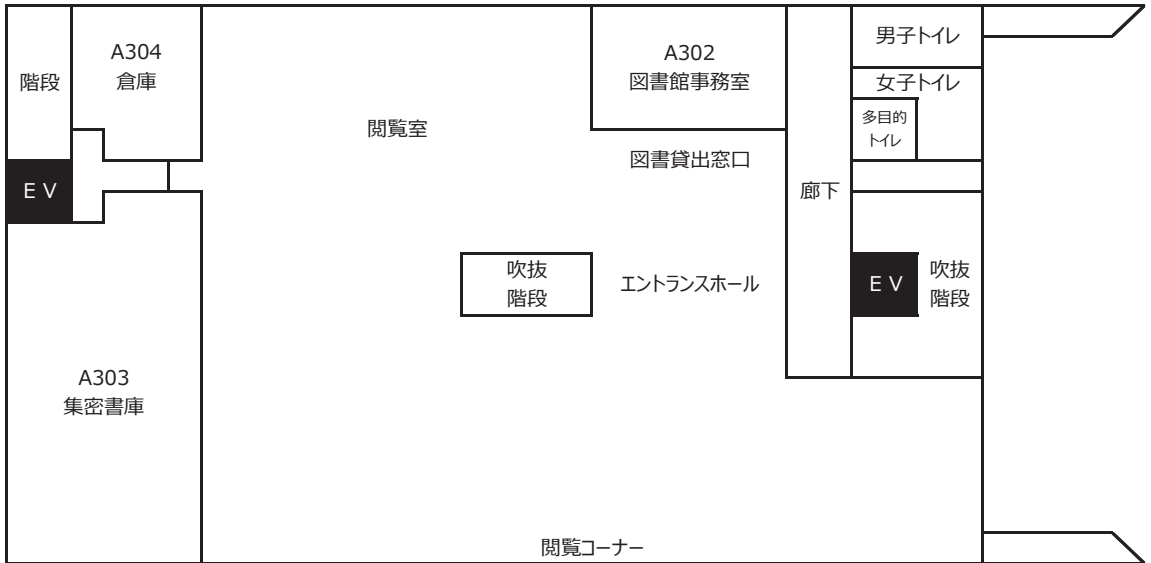 階段
A304
倉庫
閲覧室
A302
図書館事務室
男子トイレ
女子トイレ
多目的
トイレ
図書貸出窓口
廊下
ＥＶ
吹抜
階段
エントランスホール
ＥＶ
吹抜
階段
A303
集密書庫
閲覧コーナー